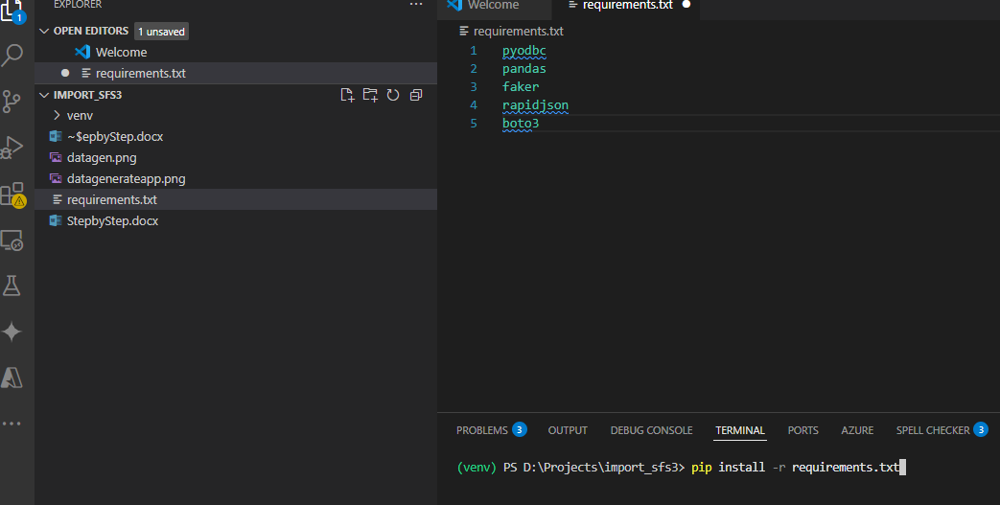 EXPLORER
OPEN EDITORS 1 unsaved
Welcome
requirements.txt
IMPORT_SFS3
venv
~$epbyStep.docx
datagen.png
datagenerateapp.png
requirements.txt
StepbyStep.docx
1
Welcome
requirements.txt
requirements.txt
1 pyodbc
2 pandas
3 faker
4 rapidjson
5 boto3
PROBLEMS 3 OUTPUT DEBUG CONSOLE TERMINAL PORTS AZURE SPELL CHECKER 3
(venv) PS D:\Projects\import_sfs3> pip install -r requirements.txt